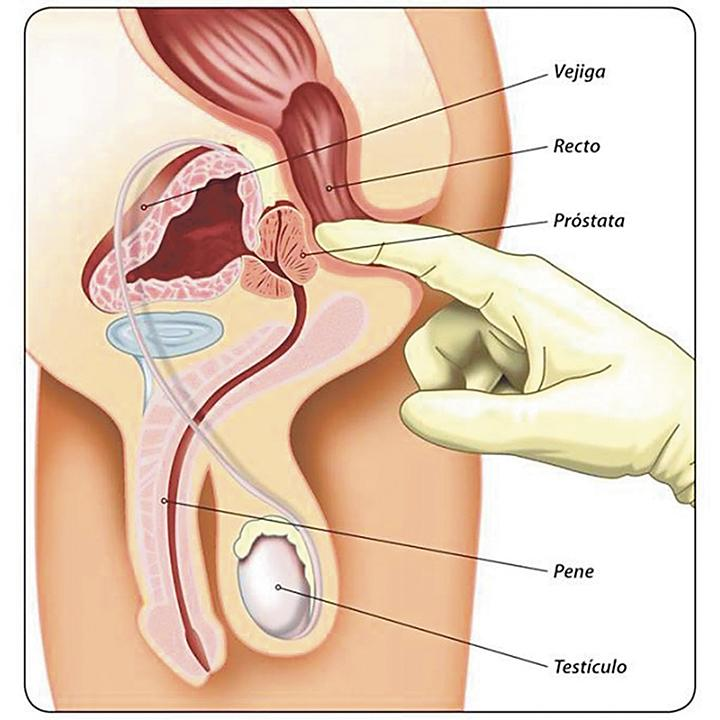 Vejiga
Recto
Próstata
Pene
Testículo